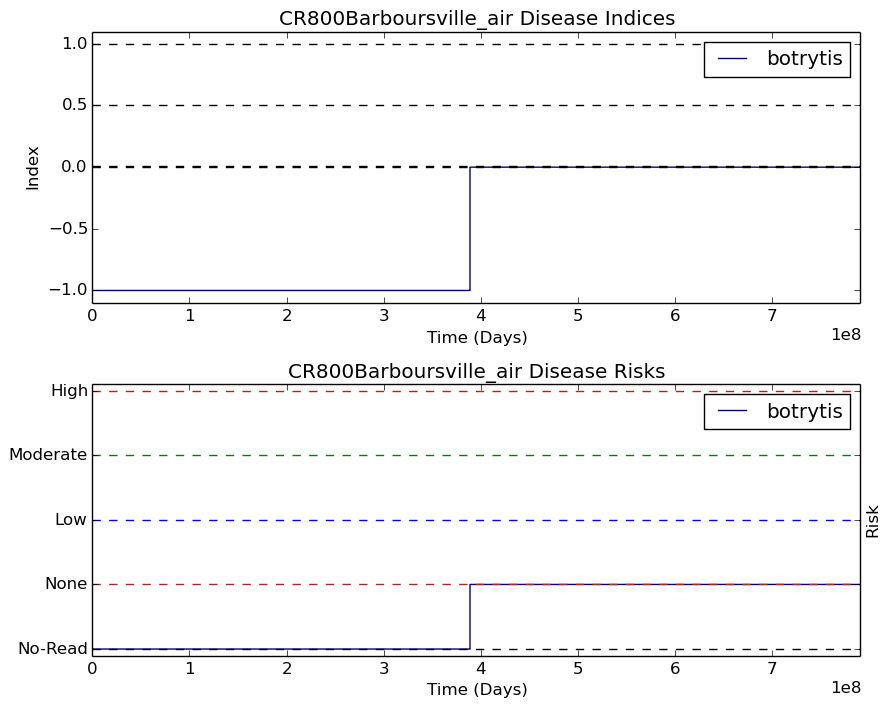 CR800Barboursville_air Disease Indices
1.0
0.5
0.0
−0.5
−1.0
Index
botrytis
0 1 2 3 4 5 6 7
1e8
Time (Days)
CR800Barboursville_air Disease Risks
High
Moderate
Low
None
No-Read
botrytis
Risk
0 1 2 3 4 5 6 7
1e8
Time (Days)